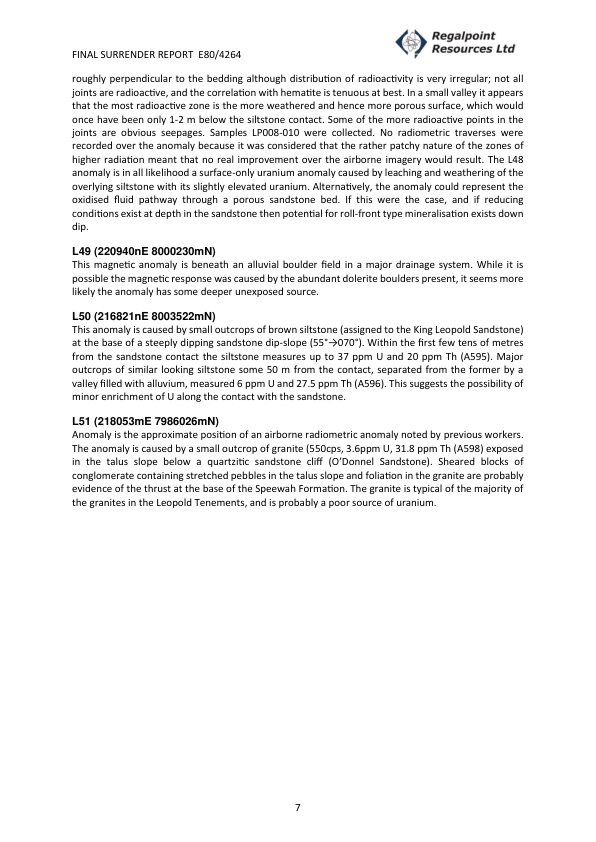 FINAL SURRENDER REPORT  E80/4264
Regalpoint
Resources Ltd
roughly perpendicular to the bedding although distribution of radioactivity is very irregular; not all
joints are radioactive, and the correlation with hematite is tenuous at best. In a small valley it appears
that the most radioactive zone is the more weathered and hence more porous surface, which would
once have been only 1-2 m below the siltstone contact. Some of the more radioactive points in the
joints are obvious seepages. Samples LP008-010 were collected. No radiometric traverses were
recorded over the anomaly because it was considered that the rather patchy nature of the zones of
higher radiation meant that no real improvement over the airborne imagery would result. The L48
anomaly is in all likelihood a surface-only uranium anomaly caused by leaching and weathering of the
overlying siltstone with its slightly elevated uranium. Alternatively, the anomaly could represent the
oxidised fluid pathway through a porous sandstone bed. If this were the case, and if reducing
conditions exist at depth in the sandstone then potential for roll-front type mineralisation exists down
dip.
L49 (220940nE 8000230mN)
This magnetic anomaly is beneath an alluvial boulder field in a major drainage system. While it is
possible the magnetic response was caused by the abundant dolerite boulders present, it seems more
likely the anomaly has some deeper unexposed source.
L50 (216821nE 8003522mN)
This anomaly is caused by small outcrops of brown siltstone (assigned to the King Leopold Sandstone)
at the base of a steeply dipping sandstone dip-slope (55°→070°). Within the first few tens of metres
from the sandstone contact the siltstone measures up to 37 ppm U and 20 ppm Th (A595). Major
outcrops of similar looking siltstone some 50 m from the contact, separated from the former by a
valley filled with alluvium, measured 6 ppm U and 27.5 ppm Th (A596). This suggests the possibility of
minor enrichment of U along the contact with the sandstone.
L51 (218053mE 7986026mN)
Anomaly is the approximate position of an airborne radiometric anomaly noted by previous workers.
The anomaly is caused by a small outcrop of granite (550cps, 3.6ppm U, 31.8 ppm Th (A598) exposed
in the talus slope below a quartzitic sandstone cliff (O’Donnel Sandstone). Sheared blocks of
conglomerate containing stretched pebbles in the talus slope and foliation in the granite are probably
evidence of the thrust at the base of the Speewah Formation. The granite is typical of the majority of
the granites in the Leopold Tenements, and is probably a poor source of uranium.
7